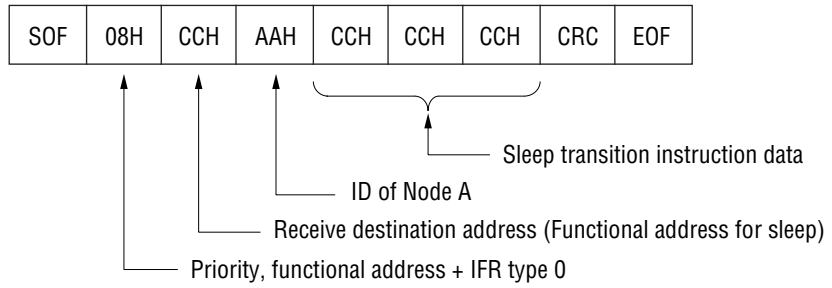 SOF 08H CCH AAH CCH CCH CCH CRC EOF
Sleep transition instruction data
ID of Node A
Receive destination address (Functional address for sleep)
Priority, functional address + IFR type 0